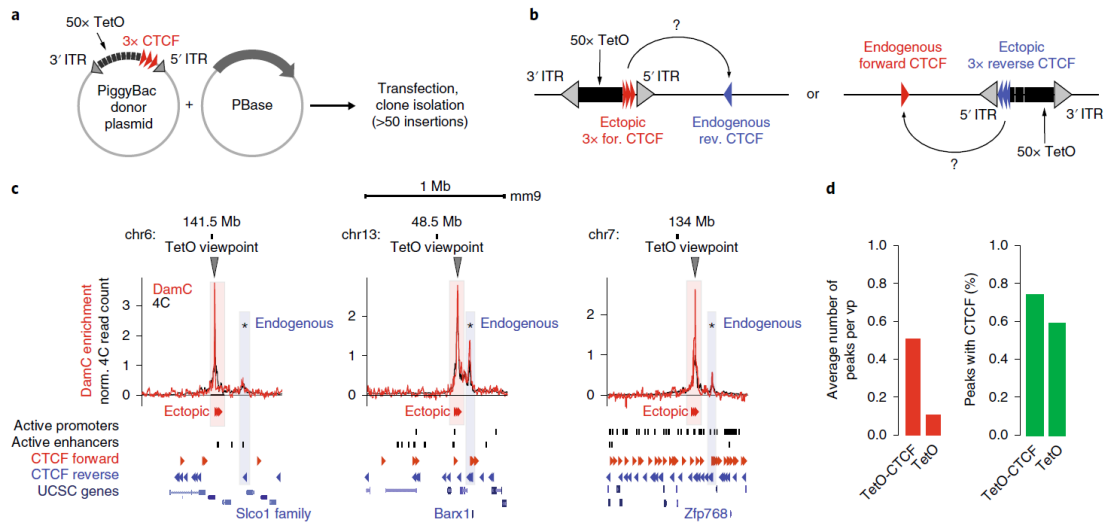 a
50× TetO
3× CTCF
3′ ITR
5′ ITR
PiggyBac
donor
plasmid
+
PBase
Transfection,
clone isolation
(>50 insertions)
b
50× TetO
?
3′ ITR
5′ ITR
Ectopic
3× for. CTCF
Endogenous
rev. CTCF
or
Endogenous
forward CTCF
Ectopic
3× reverse CTCF
5′ ITR
3′ ITR
?
50× TetO
c
1 Mb
mm9
141.5 Mb
chr6:
TetO viewpoint
48.5 Mb
chr13:
TetO viewpoint
134 Mb
chr7:
TetO viewpoint
DamC enrichment
norm. 4C read count
DamC
4C
3
2
1
0
* Endogenous
Ectopic
2
1
0
* Endogenous
Ectopic
2
1
0
* Endogenous
Ectopic
Active promoters
Active enhancers
CTCF forward
CTCF reverse
UCSC genes
Slco1 family
Barx1
Zfp768
d
Average number of
peaks per vp
1.0
0.8
0.6
0.4
0.2
0.0
TetO-CTCF
TetO
Peaks with CTCF (%)
1.0
0.8
0.6
0.4
0.2
0.0
TetO-CTCF
TetO